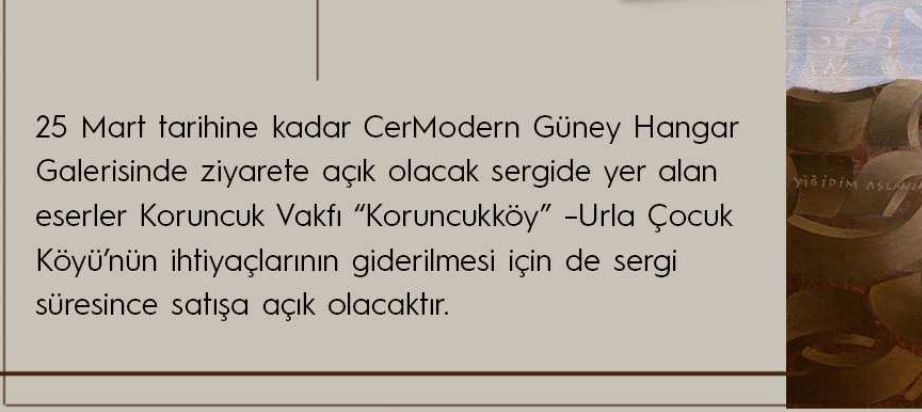 25 Mart tarihine kadar CerModern Güney Hangar
Galerisinde ziyarete açık olacak sergide yer alan
eserler Koruncuk Vakfı “Koruncukköy” –Urla Çocuk
Köyü’nün ihtiyaçlarının giderilmesi için de sergi
süresince satışa açık olacaktır.
YİĞİDİM ASLANIM